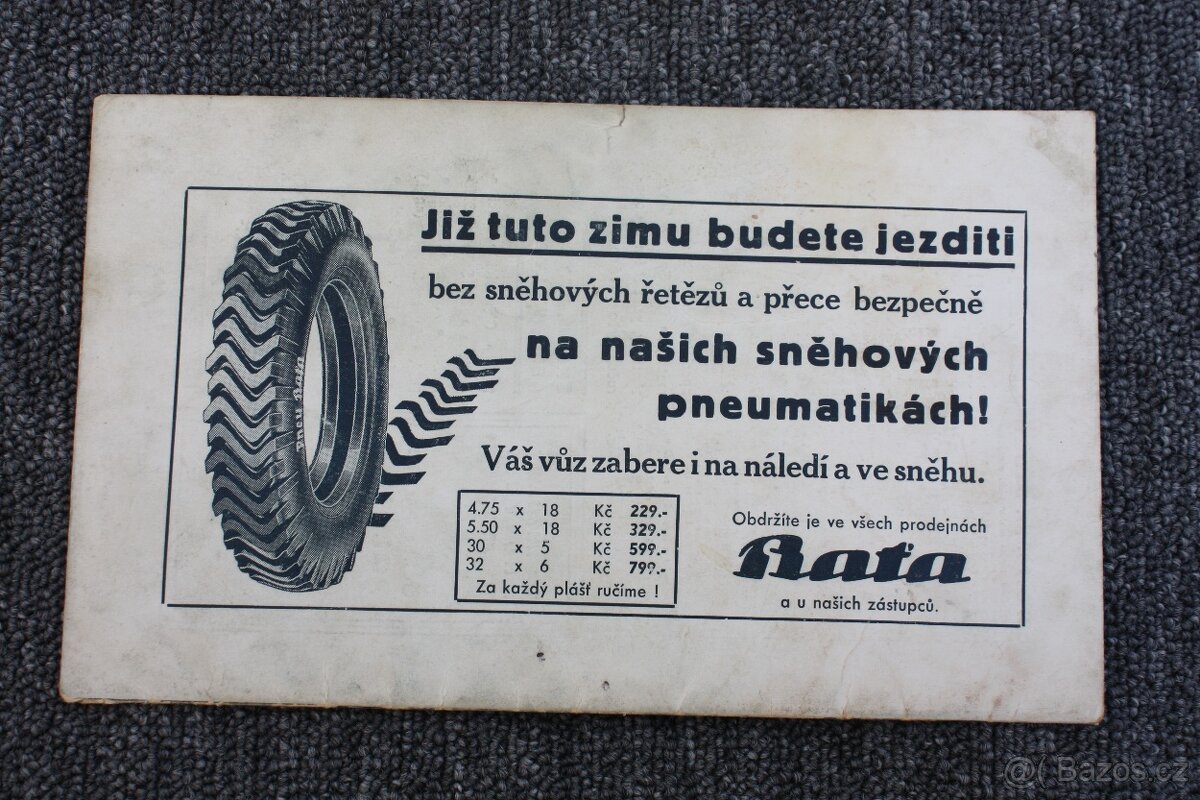 Již tuto zimu budete jezditi
bez sněhových řetězů a přece bezpečně
na našich sněhových
pneumatikách!
Váš vůz zabere i na náledí a ve sněhu.
Pneu Bata
4.75 x 18 Kč 229.-
5.50 x 18 Kč 329.-
30 x 5 Kč 599.-
32 x 6 Kč 799.-
Za každý plášť ručíme !
Obdržíte je ve všech prodejnách
Baťa
a u našich zástupců.
@( Bazos.cz